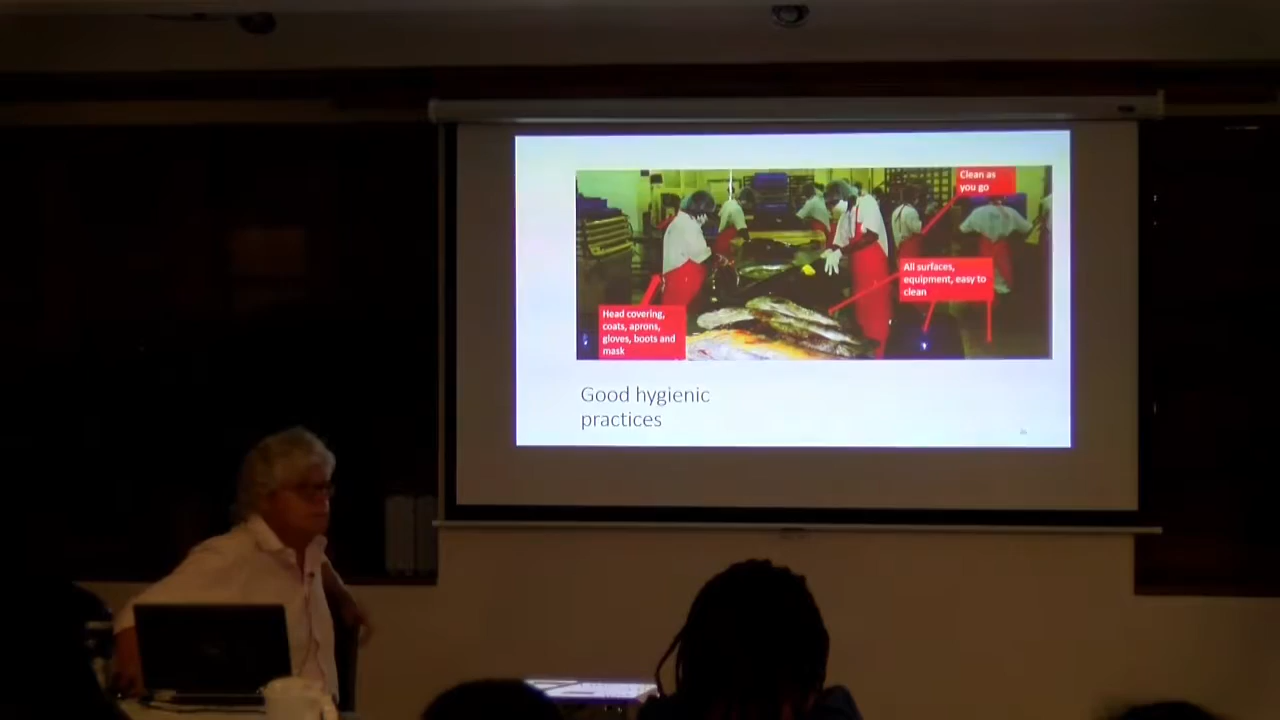 Clean as
you go
All surfaces,
equipment, easy to
clean
Head covering,
coats, aprons,
gloves, boots and
mask
Good hygienic
practices